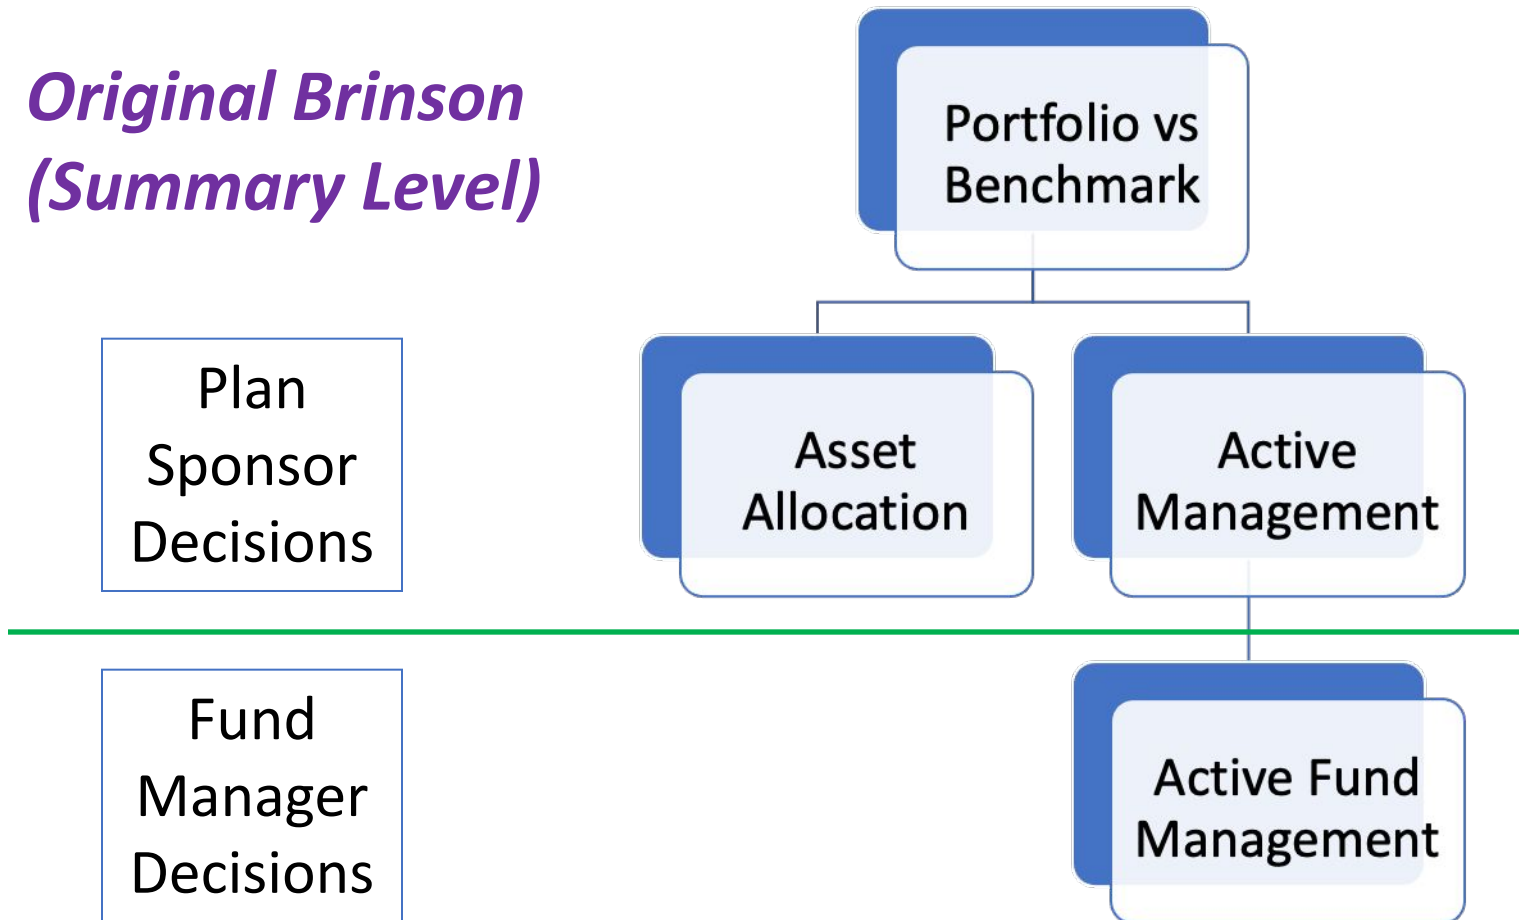 Original Brinson
(Summary Level)
Portfolio vs
Benchmark
Plan
Sponsor
Decisions
Asset
Allocation
Active
Management
Fund
Manager
Decisions
Active Fund
Management